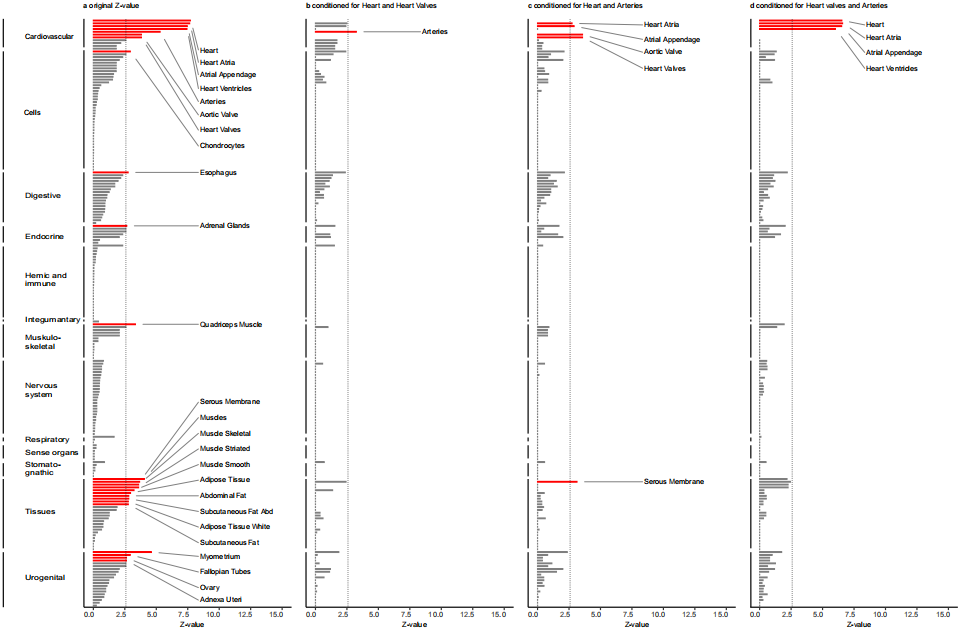 a original Z-value
b conditioned for Heart and Heart Valves
c conditioned for Heart and Arteries
d conditioned for Heart valves and Arteries
Cardiovascular
Cells
Digestive
Endocrine
Hemic and
immune
Integumantary
Muskulo-
skeletal
Nervous
system
Respiratory
Sense organs
Stomato-
gnathic
Tissues
Urogenital
Heart
Heart Atria
Atrial Appendage
Heart Ventricles
Arteries
Aortic Valve
Heart Valves
Chondrocytes
Esophagus
Adrenal Glands
Quadriceps Muscle
Serous Membrane
Muscles
Muscle Skeletal
Muscle Striated
Muscle Smooth
Adipose Tissue
Abdominal Fat
Subcutaneous Fat Abd
Adipose Tissue White
Subcutaneous Fat
Myometrium
Fallopian Tubes
Ovary
Adnexa Uteri
0.0 2.5 5.0 7.5 10.0 12.5 15.0
Z-value
Arteries
0.0 2.5 5.0 7.5 10.0 12.5 15.0
Z-value
Heart Atria
Atrial Appendage
Aortic Valve
Heart Valves
Serous Membrane
0.0 2.5 5.0 7.5 10.0 12.5 15.0
Z-value
Heart
Heart Atria
Atrial Appendage
Heart Ventricles
0.0 2.5 5.0 7.5 10.0 12.5 15.0
Z-value